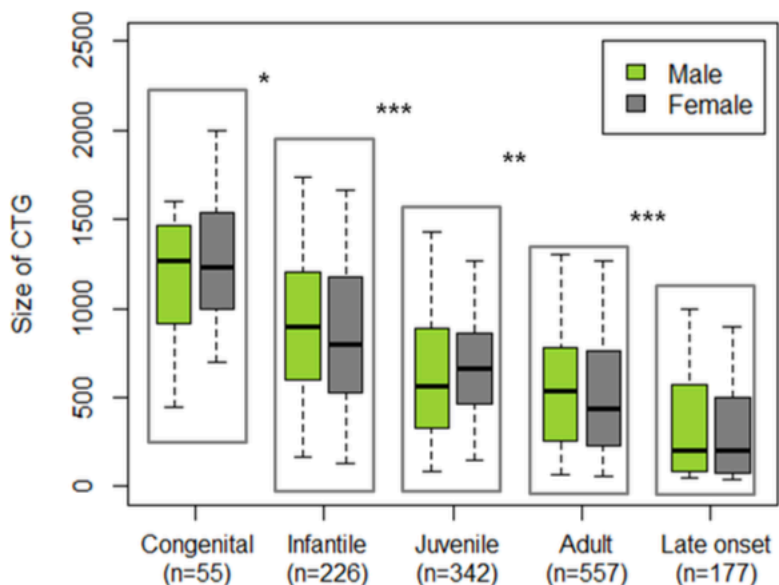 2500
2000
1500
1000
500
0
Size of CTG
Male
Female
*
***
**
***
Congenital
(n=55)
Infantile
(n=226)
Juvenile
(n=342)
Adult
(n=557)
Late onset
(n=177)